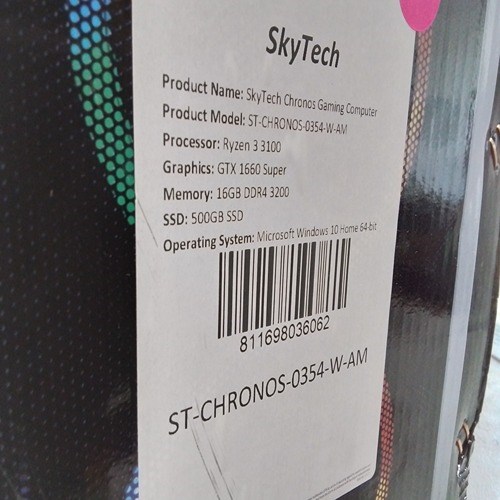 SkyTech
Product Name: SkyTech Chronos Gaming Computer
Product Model: ST-CHRONOS-0354-W-AM
Processor: Ryzen 3 3100
Graphics: GTX 1660 Super
Memory: 16GB DDR4 3200
SSD: 500GB SSD
Operating System: Microsoft Windows 10 Home 64-bit
811698036062
ST-CHRONOS-0354-W-AM